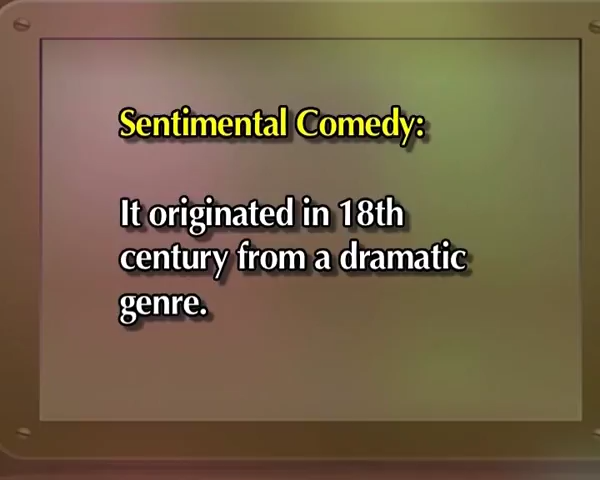 Sentimental Comedy:
It originated in 18th
century from a dramatic
genre.